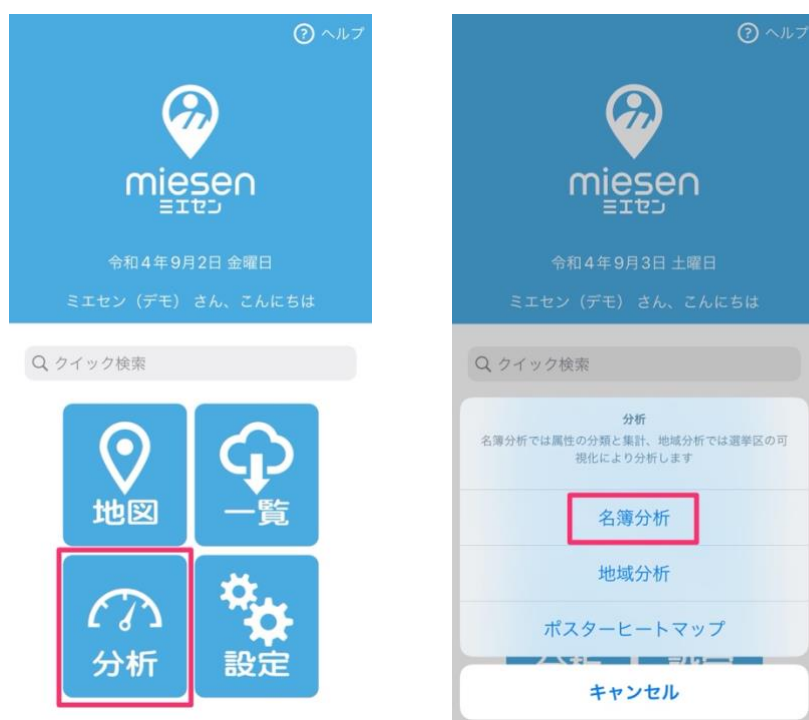 ? ヘルプ
miesen
ミエセン
令和4年9月2日 金曜日
ミエセン（デモ） さん、こんにちは
クイック検索
地図
一覧
分析
設定
? ヘルプ
miesen
ミエセン
令和4年9月3日 土曜日
ミエセン（デモ） さん、こんにちは
クイック検索
分析
名簿分析では属性の分類と集計、地域分析では選挙区の可
視化により分析します
名簿分析
地域分析
ポスターヒートマップ
キャンセル